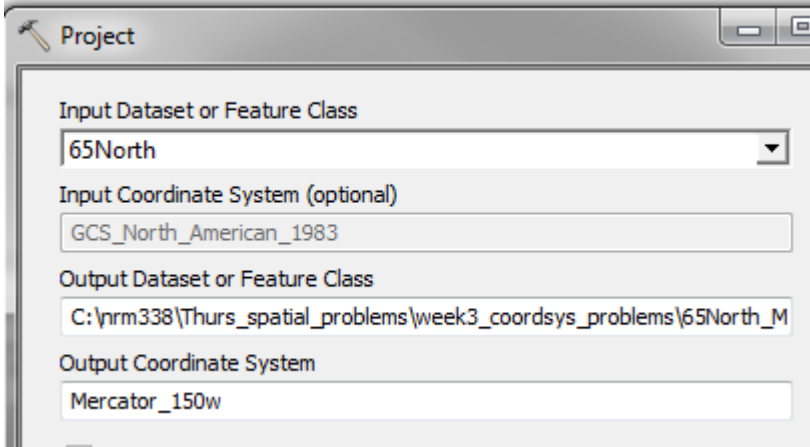 Project
Input Dataset or Feature Class
65North
Input Coordinate System (optional)
GCS_North_American_1983
Output Dataset or Feature Class
C:\nrm338\Thurs_spatial_problems\week3_coordsys_problems\65North_M
Output Coordinate System
Mercator_150w